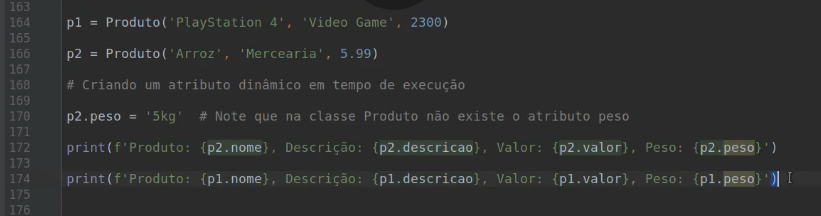 163
164 p1 = Produto('PlayStation 4', 'Video Game', 2300)
165
166 p2 = Produto('Arroz', 'Mercearia', 5.99)
167
168 # Criando um atributo dinâmico em tempo de execução
169
170 p2.peso = '5kg'  # Note que na classe Produto não existe o atributo peso
171
172 print(f'Produto: {p2.nome}, Descrição: {p2.descricao}, Valor: {p2.valor}, Peso: {p2.peso}')
173
174 print(f'Produto: {p1.nome}, Descrição: {p1.descricao}, Valor: {p1.valor}, Peso: {p1.peso}')
175
176